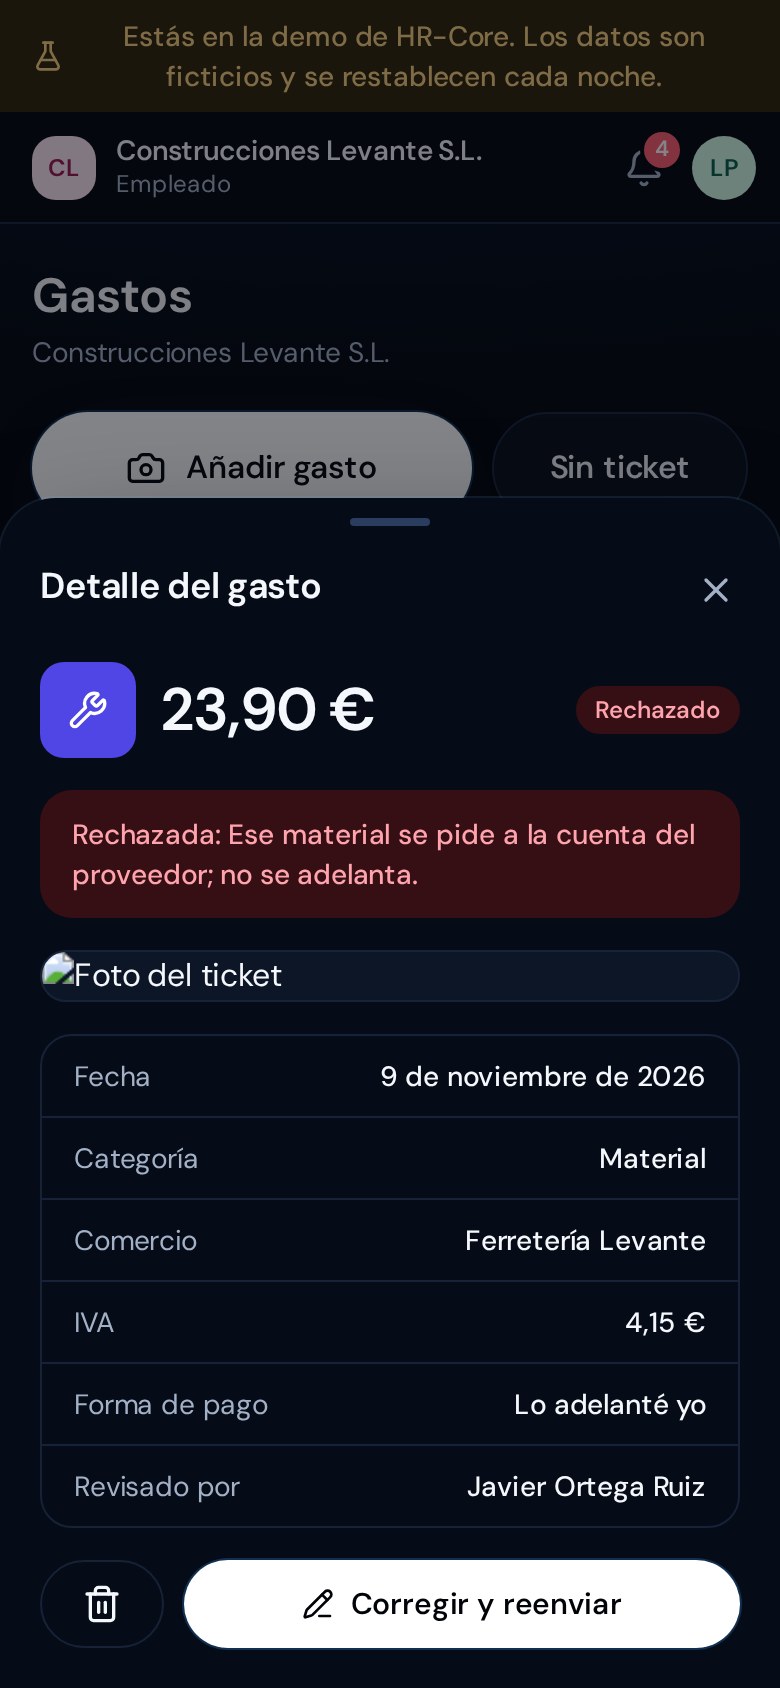 Estás en la demo de HR-Core. Los datos son
ficticios y se restablecen cada noche.
CL
Construcciones Levante S.L.
Empleado
4
LP
Gastos
Construcciones Levante S.L.
Añadir gasto
Sin ticket
Detalle del gasto
23,90 €
Rechazado
Rechazada: Ese material se pide a la cuenta del
proveedor; no se adelanta.
Foto del ticket
Fecha 9 de noviembre de 2026
Categoría Material
Comercio Ferretería Levante
IVA 4,15 €
Forma de pago Lo adelanté yo
Revisado por Javier Ortega Ruiz
Corregir y reenviar